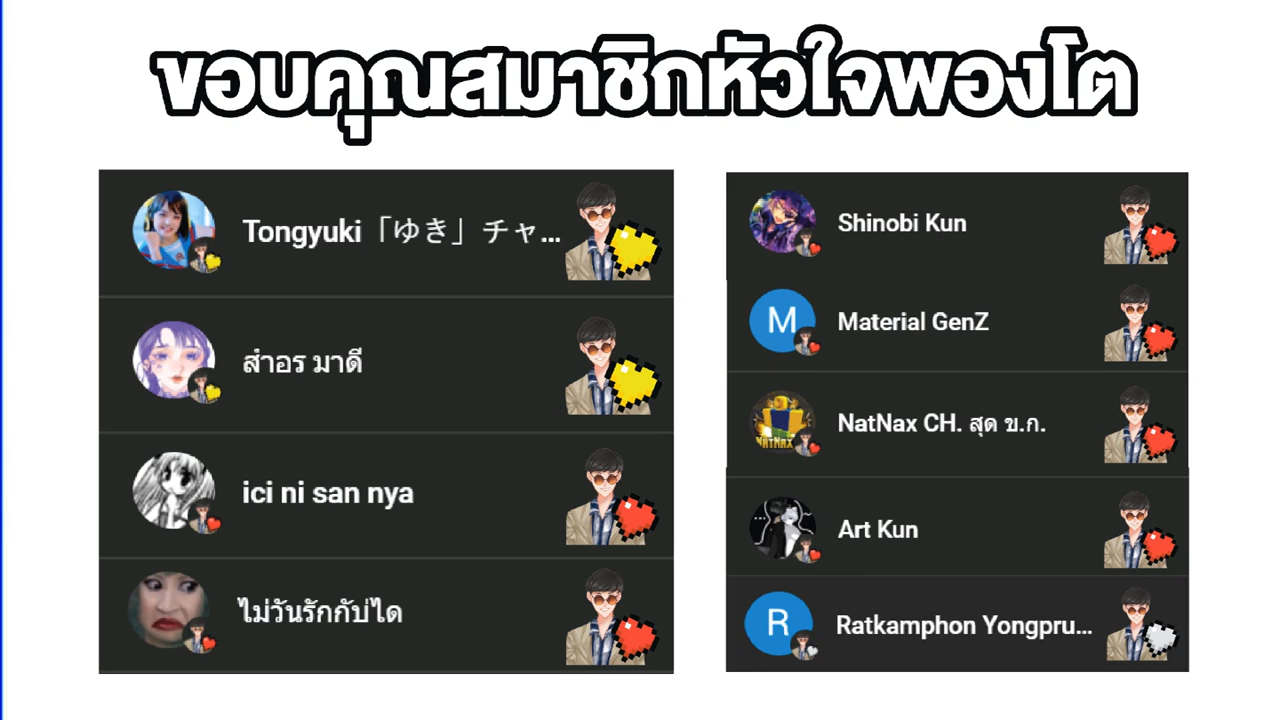 ขอบคุณสมาชิกหัวใจพองโต
Tongyuki「ゆき」チャ...
สำอร มาดี
ici ni san nya
ไม่วันรักกับ่ได
Shinobi Kun
M
Material GenZ
NATNAX
NatNax CH. สุด ข.ก.
Art Kun
R
Ratkamphon Yongpru...